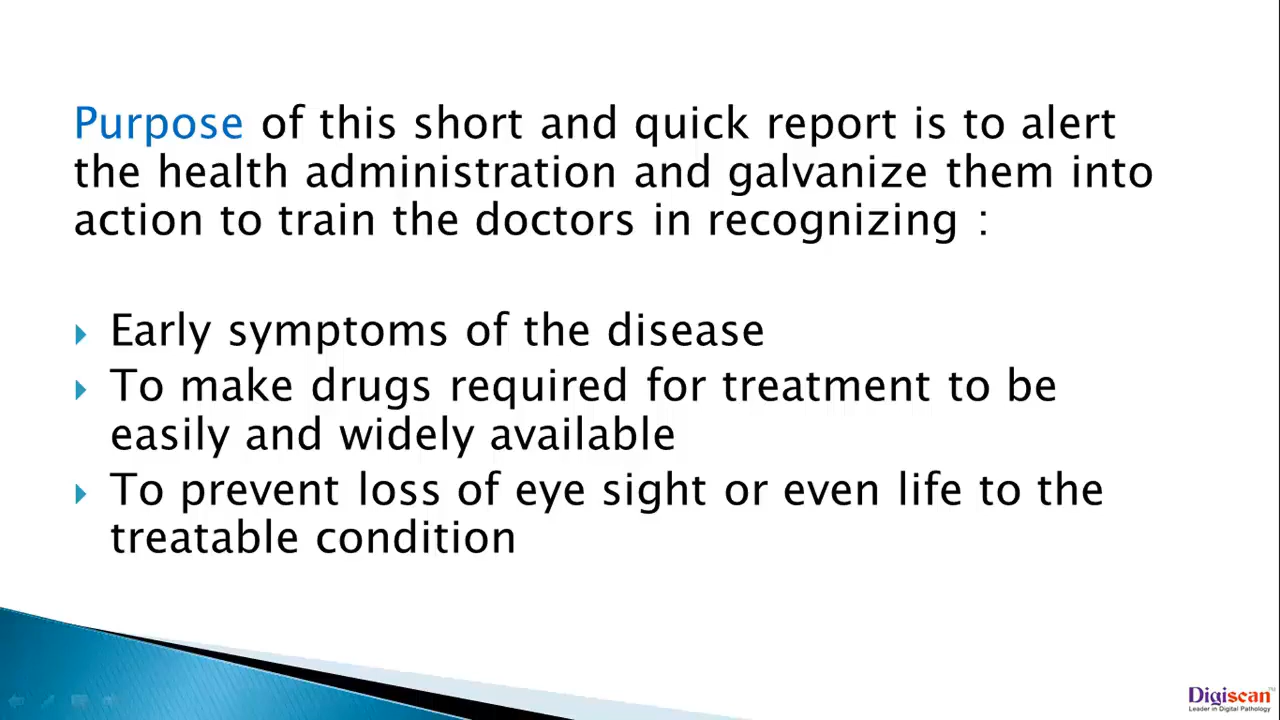 Purpose of this short and quick report is to alert
the health administration and galvanize them into
action to train the doctors in recognizing :
Early symptoms of the disease
To make drugs required for treatment to be
easily and widely available
To prevent loss of eye sight or even life to the
treatable condition
Digiscan™
Leader in Digital Pathology